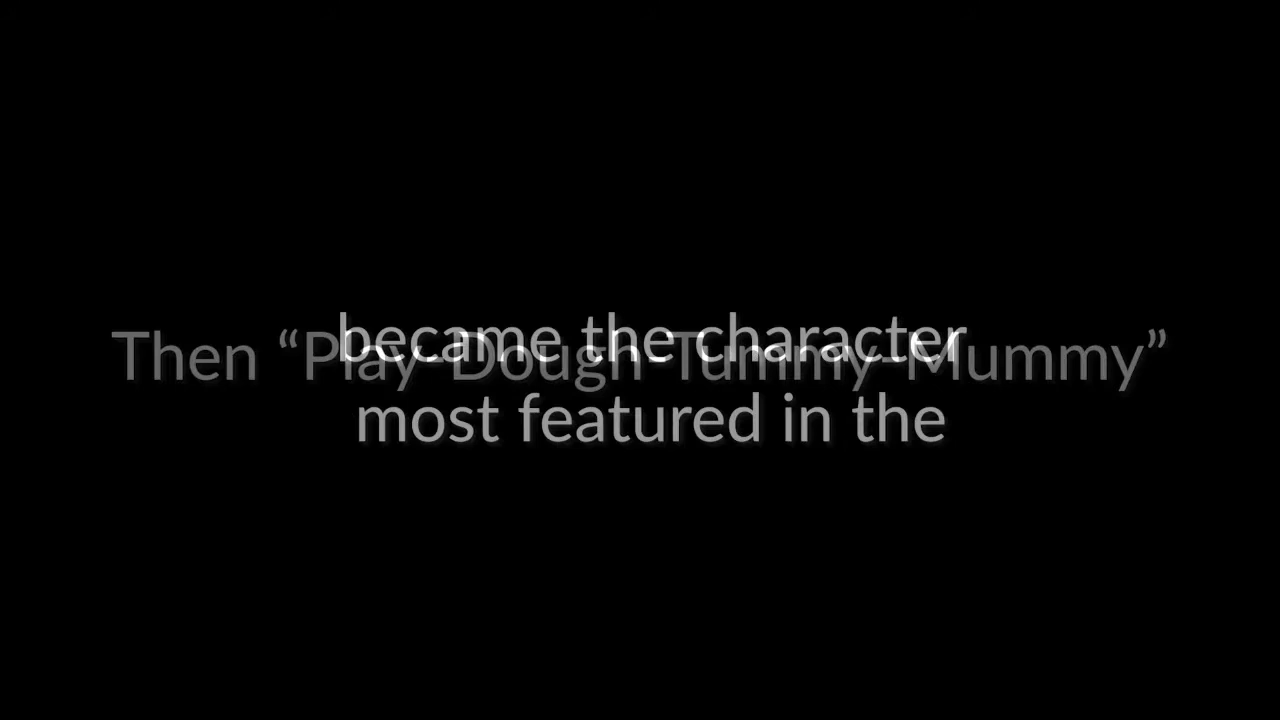 Then “Play-Dough-Tummy-Mummy”
became the character
most featured in the